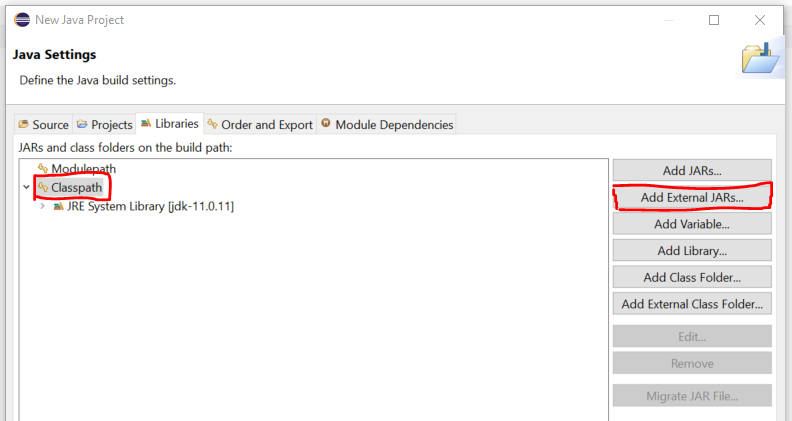 New Java Project
Java Settings
Define the Java build settings.
Source Projects Libraries Order and Export Module Dependencies
JARs and class folders on the build path:
Modulepath
Classpath
JRE System Library [jdk-11.0.11]
Add JARs...
Add External JARs...
Add Variable...
Add Library...
Add Class Folder...
Add External Class Folder...
Edit...
Remove
Migrate JAR File...